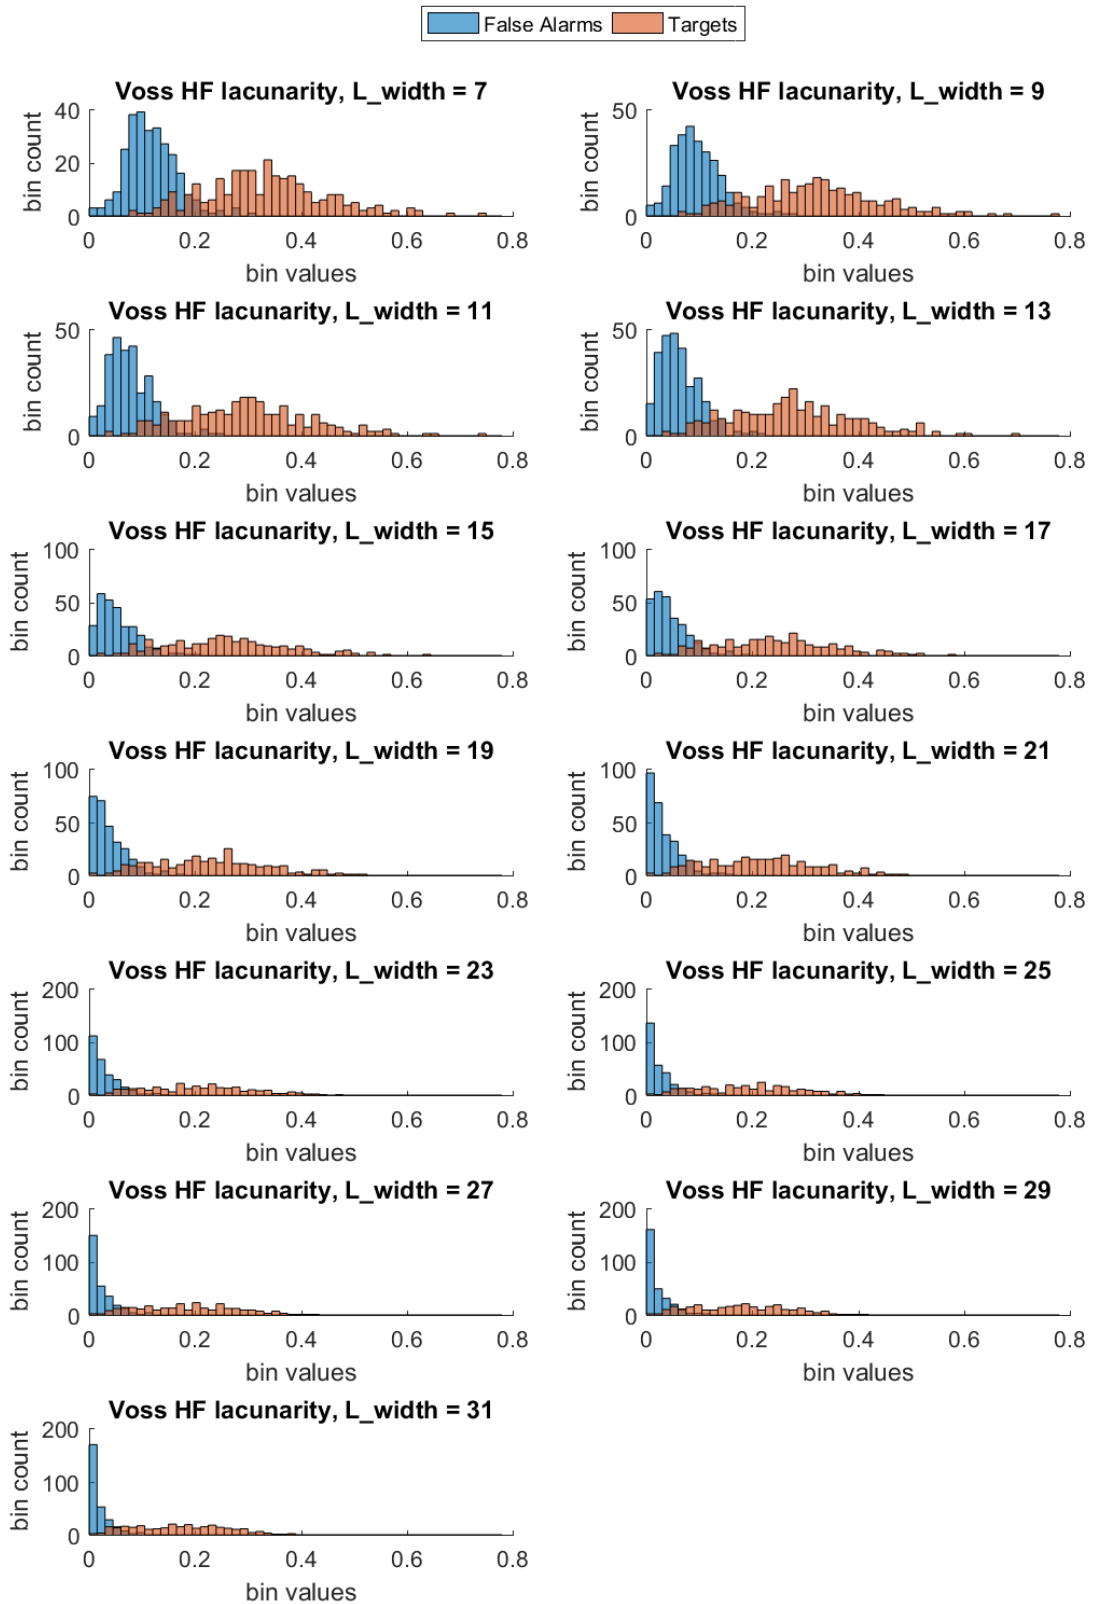 False Alarms Targets
Voss HF lacunarity, L_width = 7
40
20
0
bin count
0 0.2 0.4 0.6 0.8
bin values
Voss HF lacunarity, L_width = 9
50
0
bin count
0 0.2 0.4 0.6 0.8
bin values
Voss HF lacunarity, L_width = 11
50
0
bin count
0 0.2 0.4 0.6 0.8
bin values
Voss HF lacunarity, L_width = 13
50
0
bin count
0 0.2 0.4 0.6 0.8
bin values
Voss HF lacunarity, L_width = 15
100
50
0
bin count
0 0.2 0.4 0.6 0.8
bin values
Voss HF lacunarity, L_width = 17
100
50
0
bin count
0 0.2 0.4 0.6 0.8
bin values
Voss HF lacunarity, L_width = 19
100
50
0
bin count
0 0.2 0.4 0.6 0.8
bin values
Voss HF lacunarity, L_width = 21
100
50
0
bin count
0 0.2 0.4 0.6 0.8
bin values
Voss HF lacunarity, L_width = 23
200
100
0
bin count
0 0.2 0.4 0.6 0.8
bin values
Voss HF lacunarity, L_width = 25
200
100
0
bin count
0 0.2 0.4 0.6 0.8
bin values
Voss HF lacunarity, L_width = 27
200
100
0
bin count
0 0.2 0.4 0.6 0.8
bin values
Voss HF lacunarity, L_width = 29
200
100
0
bin count
0 0.2 0.4 0.6 0.8
bin values
Voss HF lacunarity, L_width = 31
200
100
0
bin count
0 0.2 0.4 0.6 0.8
bin values